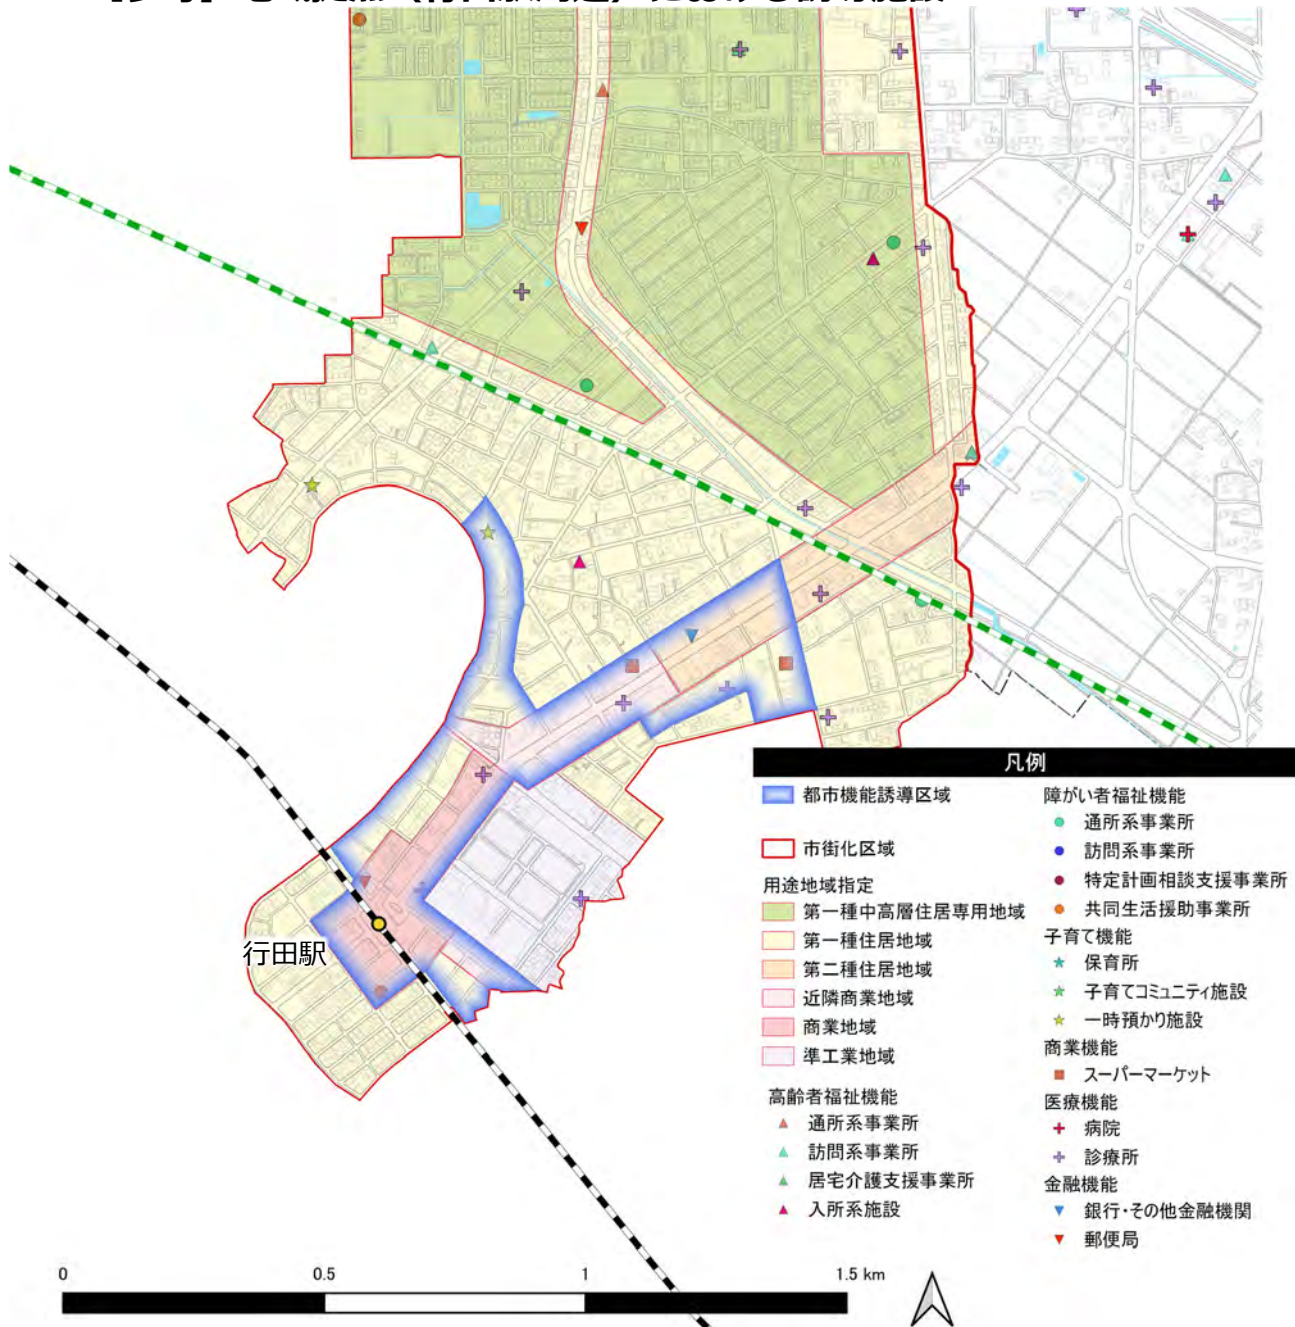 行田駅
凡例
都市機能誘導区域
市街化区域
用途地域指定
第一種中高層住居専用地域
第一種住居地域
第二種住居地域
近隣商業地域
商業地域
準工業地域
高齢者福祉機能
通所系事業所
訪問系事業所
居宅介護支援事業所
入所系施設
障がい者福祉機能
通所系事業所
訪問系事業所
特定計画相談支援事業所
共同生活援助事業所
子育て機能
保育所
子育てコミュニティ施設
一時預かり施設
商業機能
スーパーマーケット
医療機能
病院
診療所
金融機能
銀行・その他金融機関
郵便局
0 0.5 1 1.5 km